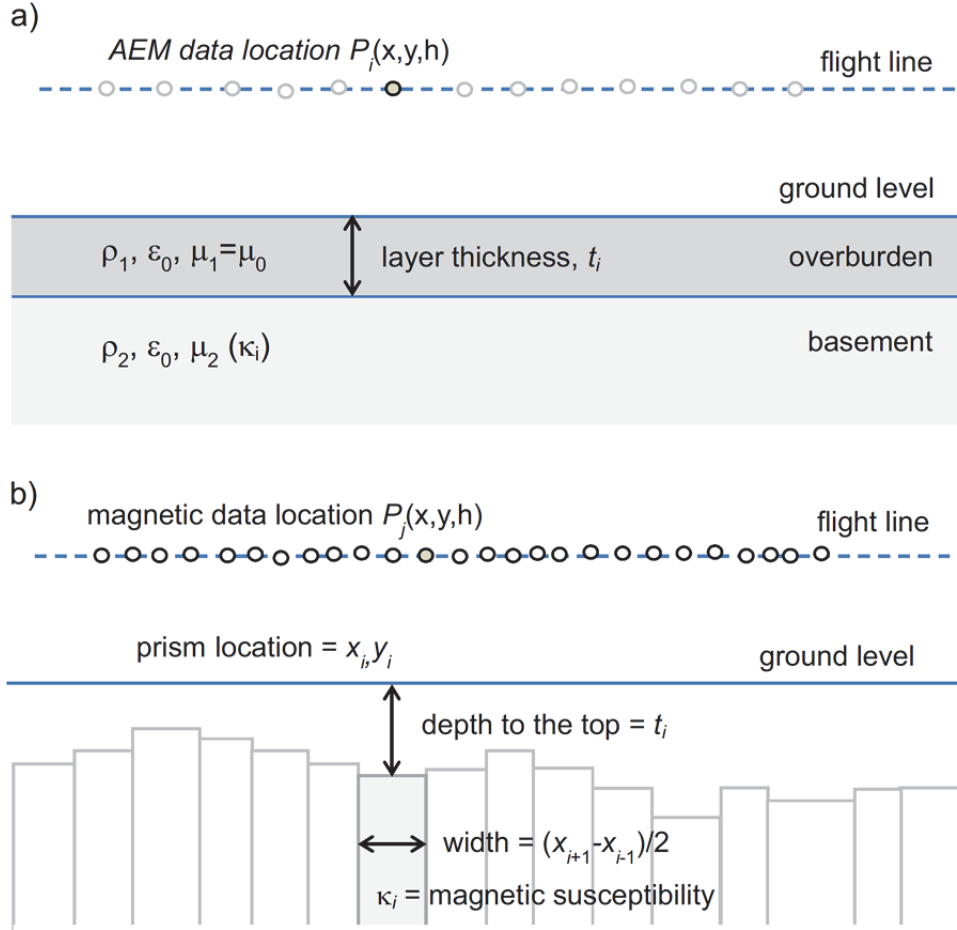 a)
AEM data location Pᵢ(x,y,h)
flight line
ground level
ρ₁, ε₀, μ₁=μ₀
layer thickness, tᵢ
overburden
ρ₂, ε₀, μ₂ (κᵢ)
basement
b)
magnetic data location Pⱼ(x,y,h)
flight line
prism location = xᵢ,yᵢ
ground level
depth to the top = tᵢ
width = (xᵢ₊₁-xᵢ₋₁)/2
κᵢ = magnetic susceptibility